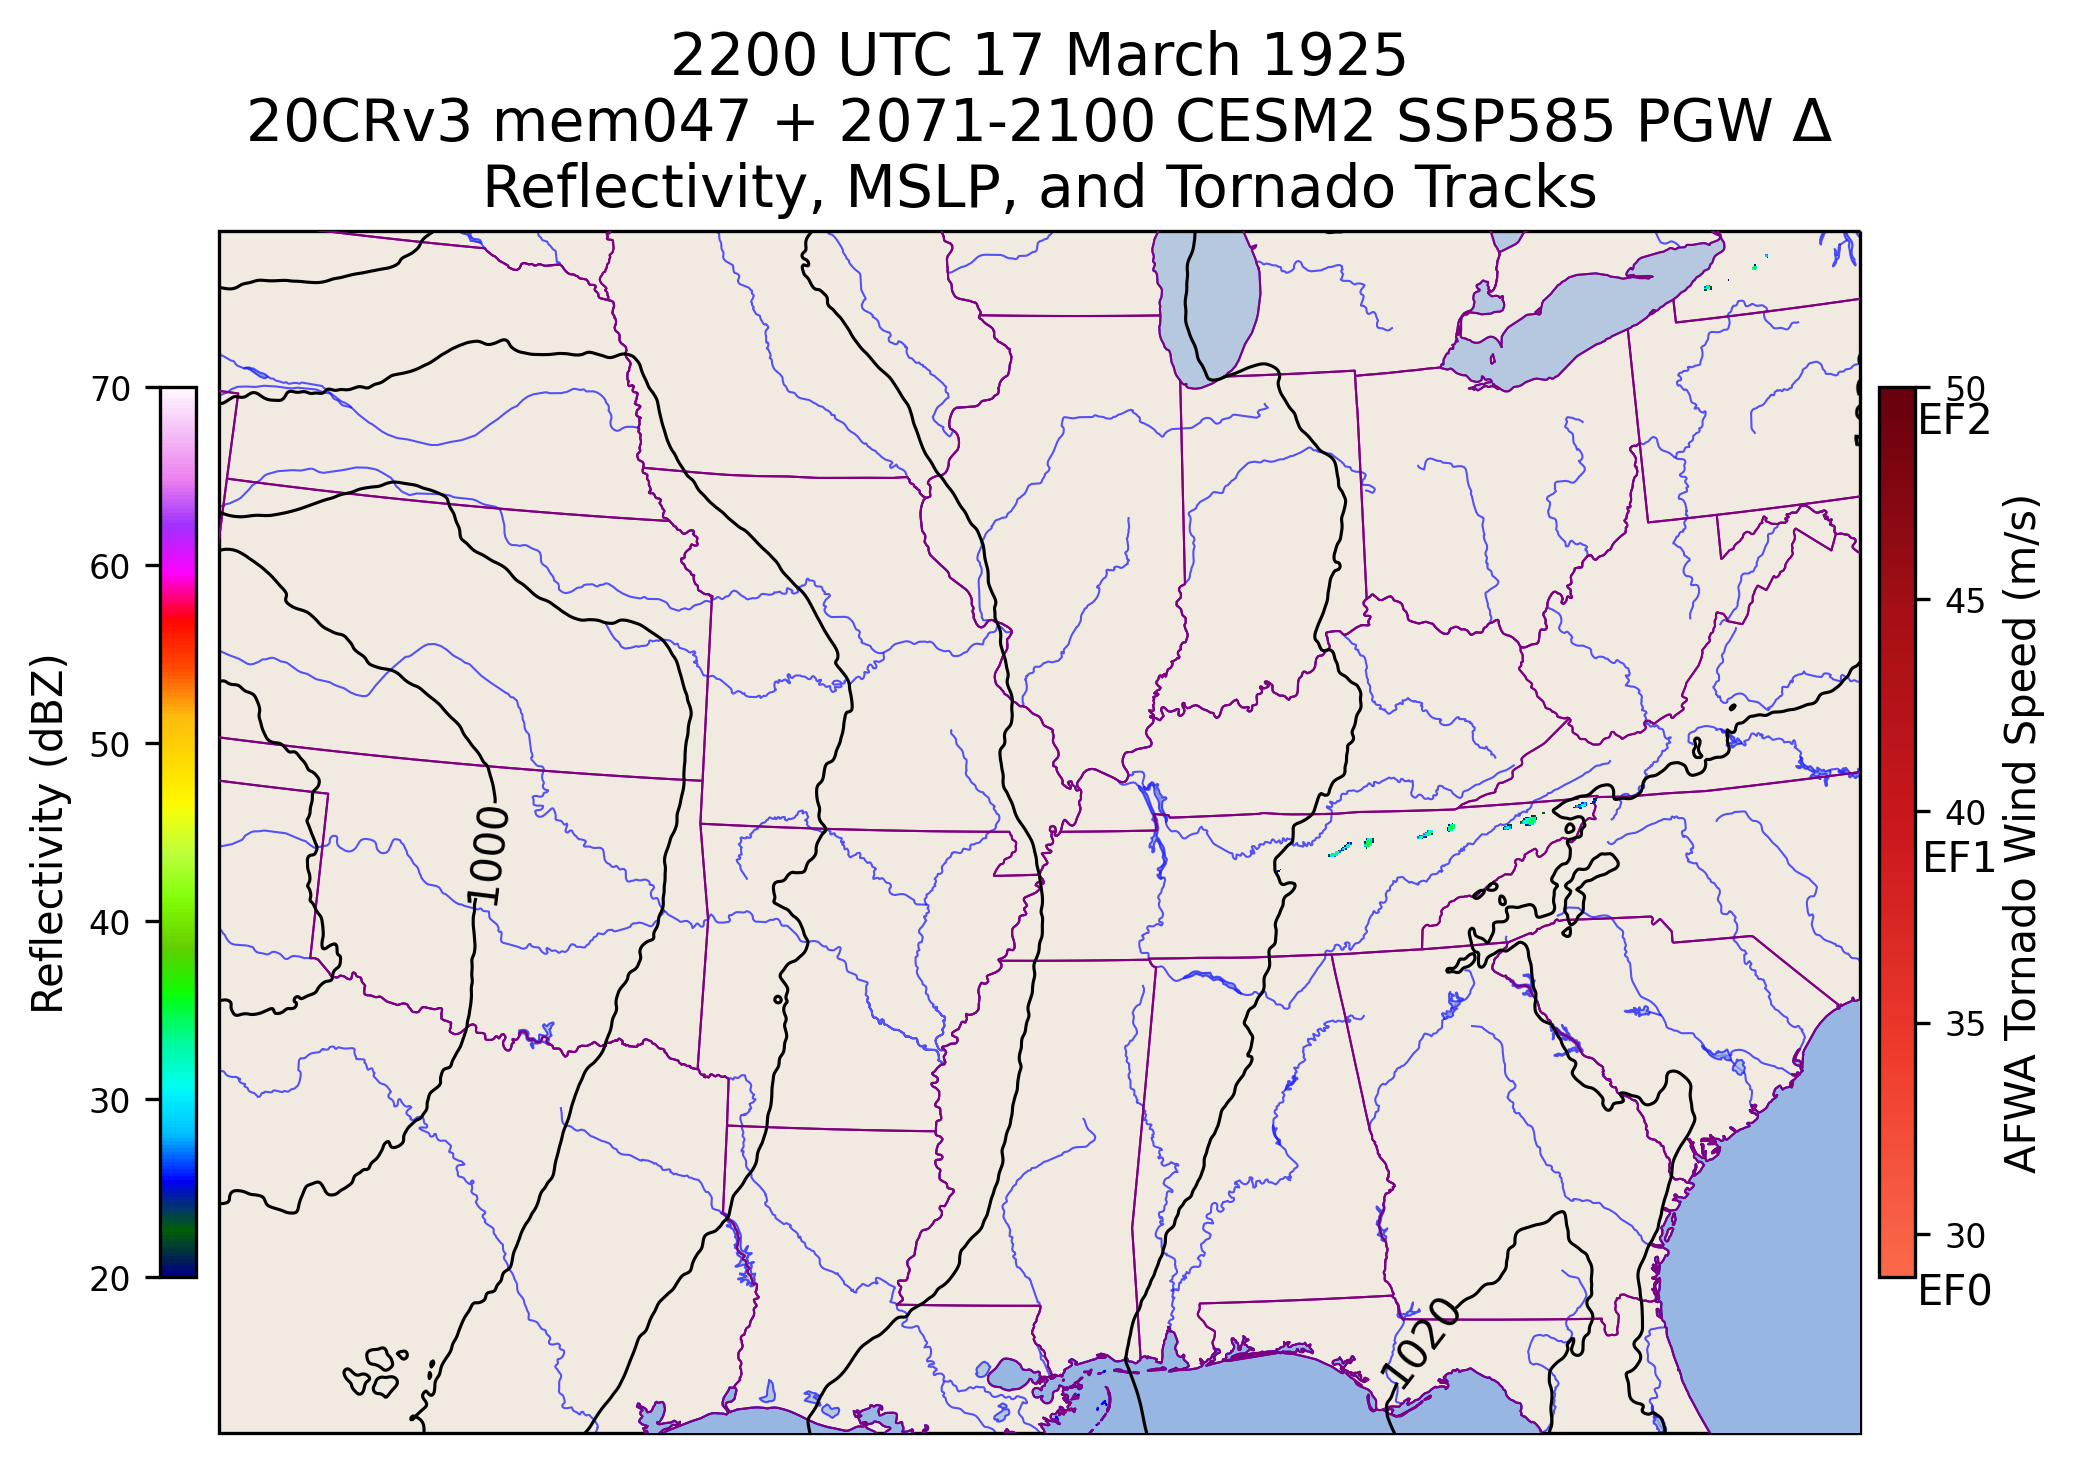 2200 UTC 17 March 1925
20CRv3 mem047 + 2071-2100 CESM2 SSP585 PGW Δ
Reflectivity, MSLP, and Tornado Tracks
Reflectivity (dBZ)
70
60
50
40
30
20
1000
1020
50
EF2
45
40
EF1
35
30
EF0
AFWA Tornado Wind Speed (m/s)